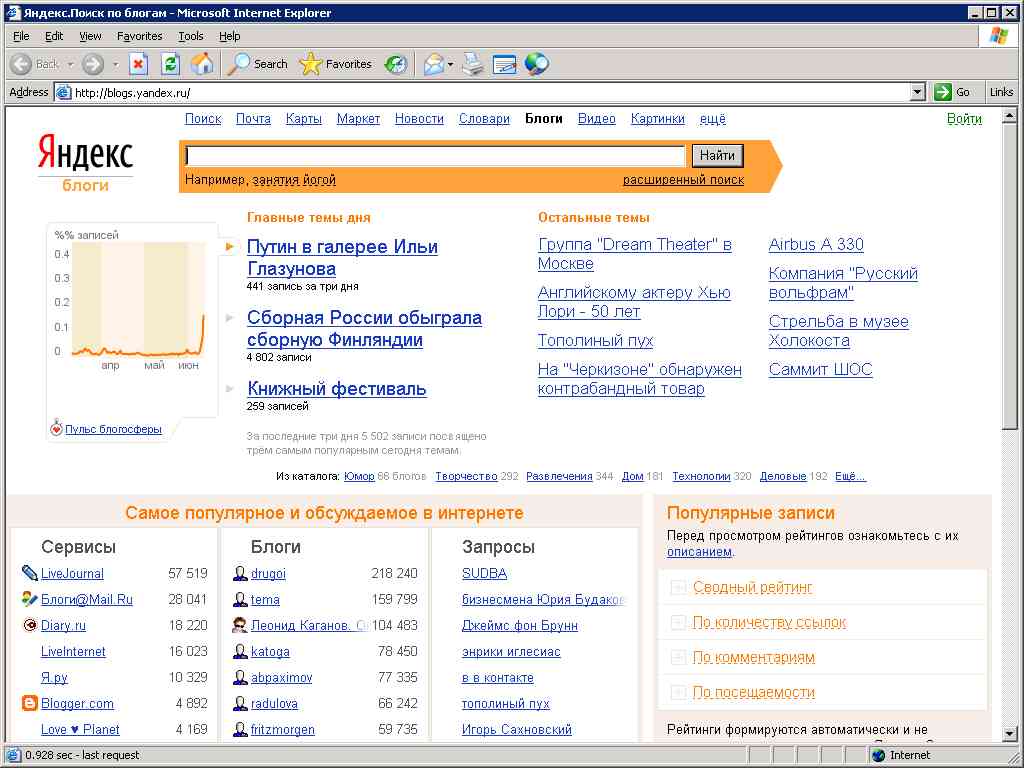 Яндекс.Поиск по блогам - Microsoft Internet Explorer
File Edit View Favorites Tools Help
Back Search Favorites
Address http://blogs.yandex.ru/ Go Links
Поиск Почта Карты Маркет Новости Словари Блоги Видео Картинки ещё Войти
Яндекс
блоги
Найти
Например, занятия йогой расширенный поиск
%% записей
0.4
0.3
0.2
0.1
0
апр май июн
Пульс блогосферы
Главные темы дня
Путин в галерее Ильи
Глазунова
441 запись за три дня
Сборная России обыграла
сборную Финляндии
4 802 записи
Книжный фестиваль
259 записей
За последние три дня 5 502 записи посвящено
трём самым популярным сегодня темам.
Остальные темы
Группа "Dream Theater" в
Москве
Английскому актеру Хью
Лори - 50 лет
Тополиный пух
На "Черкизоне" обнаружен
контрабандный товар
Airbus A 330
Компания "Русский
вольфрам"
Стрельба в музее
Холокоста
Саммит ШОС
Из каталога: Юмор 66 блогов Творчество 292 Развлечения 344 Дом 181 Технологии 320 Деловые 192 Ещё...
Самое популярное и обсуждаемое в интернете
Сервисы
LiveJournal 57 519
Блоги@Mail.Ru 28 041
Diary.ru 18 220
LiveInternet 16 023
Я.ру 10 329
Blogger.com 4 892
Love ♥ Planet 4 169
Блоги
drugoi 218 240
tema 159 799
Леонид Каганов. 104 483
katoga 78 450
abpaximov 77 335
radulova 66 242
fritzmorgen 59 735
Запросы
SUDBA
бизнесмена Юрия Будаков
Джеймс фон Брунн
энрики иглесиас
в в контакте
тополиный пух
Игорь Сахновский
Популярные записи
Перед просмотром рейтингов ознакомьтесь с их
описанием.
Сводный рейтинг
По количеству ссылок
По комментариям
По посещаемости
Рейтинги формируются автоматически и не
0.928 sec - last request Internet